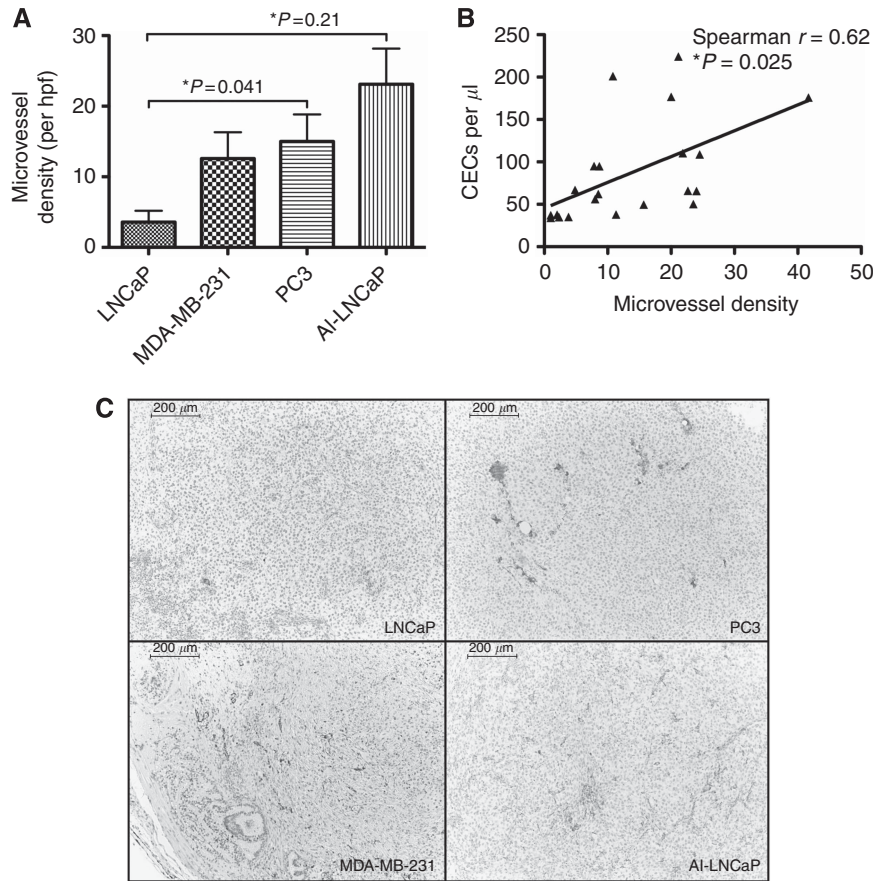 A
*P=0.21
*P=0.041
Microvessel
density (per hpf)
30
20
10
0
LNCaP
MDA-MB-231
PC3
AI-LNCaP
B
Spearman r = 0.62
*P = 0.025
CECs per μl
250
200
150
100
50
0
0 10 20 30 40 50
Microvessel density
C
200 μm
LNCaP
200 μm
PC3
200 μm
MDA-MB-231
200 μm
AI-LNCaP